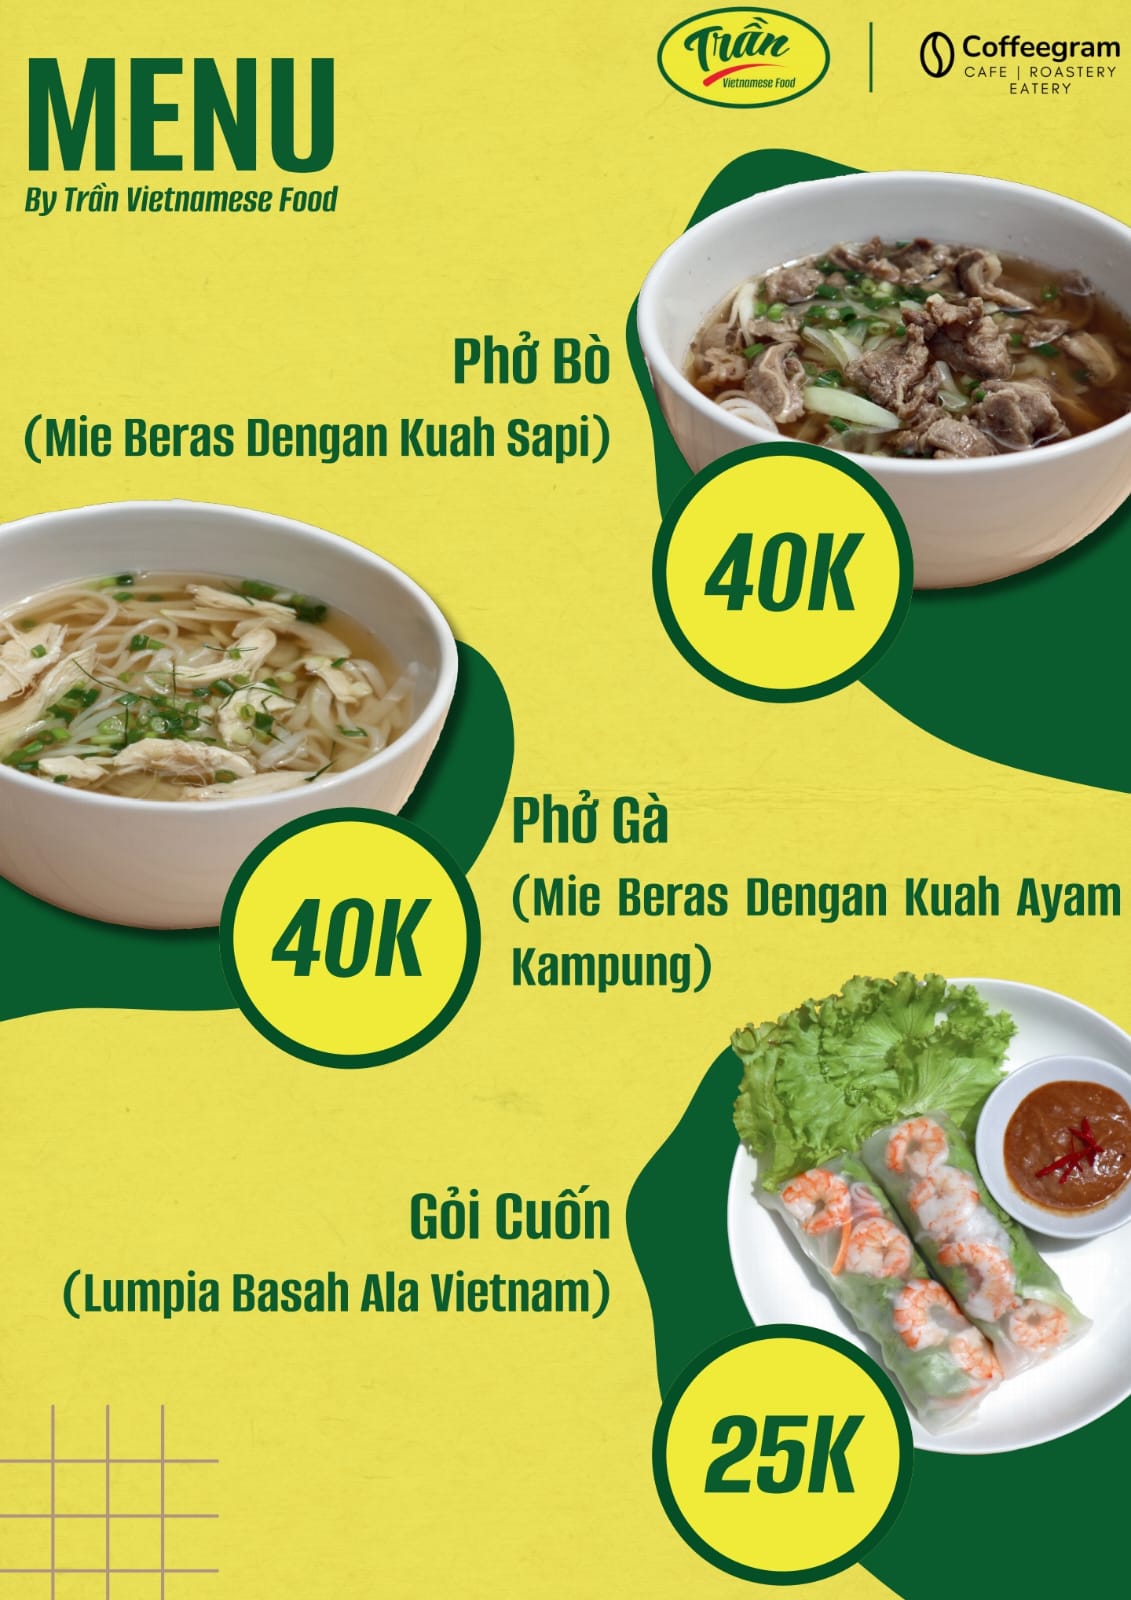 MENU
By Trần Vietnamese Food
Trần
Vietnamese Food
Coffeegram
CAFE | ROASTERY
EATERY
Phở Bò
(Mie Beras Dengan Kuah Sapi)
40K
Phở Gà
(Mie Beras Dengan Kuah Ayam
Kampung)
40K
Gỏi Cuốn
(Lumpia Basah Ala Vietnam)
25K